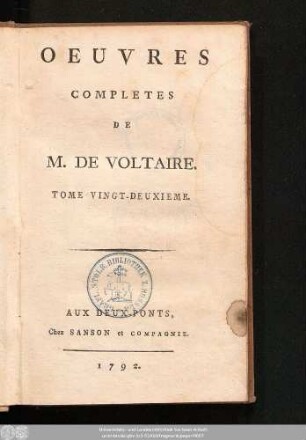 OEUVRES
COMPLETES
DE
M. DE VOLTAIRE.
TOME VINGT-DEUXIEME.
AUX DEUX-PONTS,
Chez SANSON et COMPAGNIE.
1792.